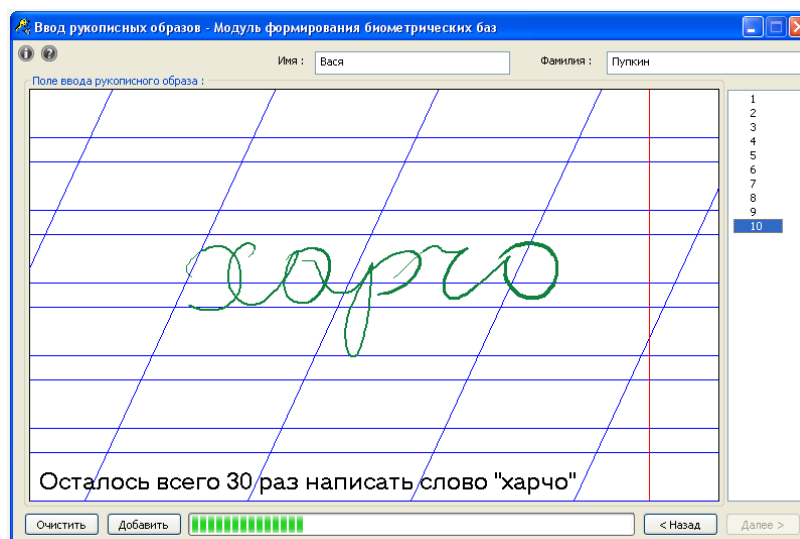 Ввод рукописных образов - Модуль формирования биометрических баз
Имя : Вася Фамилия : Пупкин
Поле ввода рукописного образа :
1
2
3
4
5
6
7
8
9
10
харчо
Осталось всего 30 раз написать слово "харчо"
Очистить Добавить < Назад Далее >